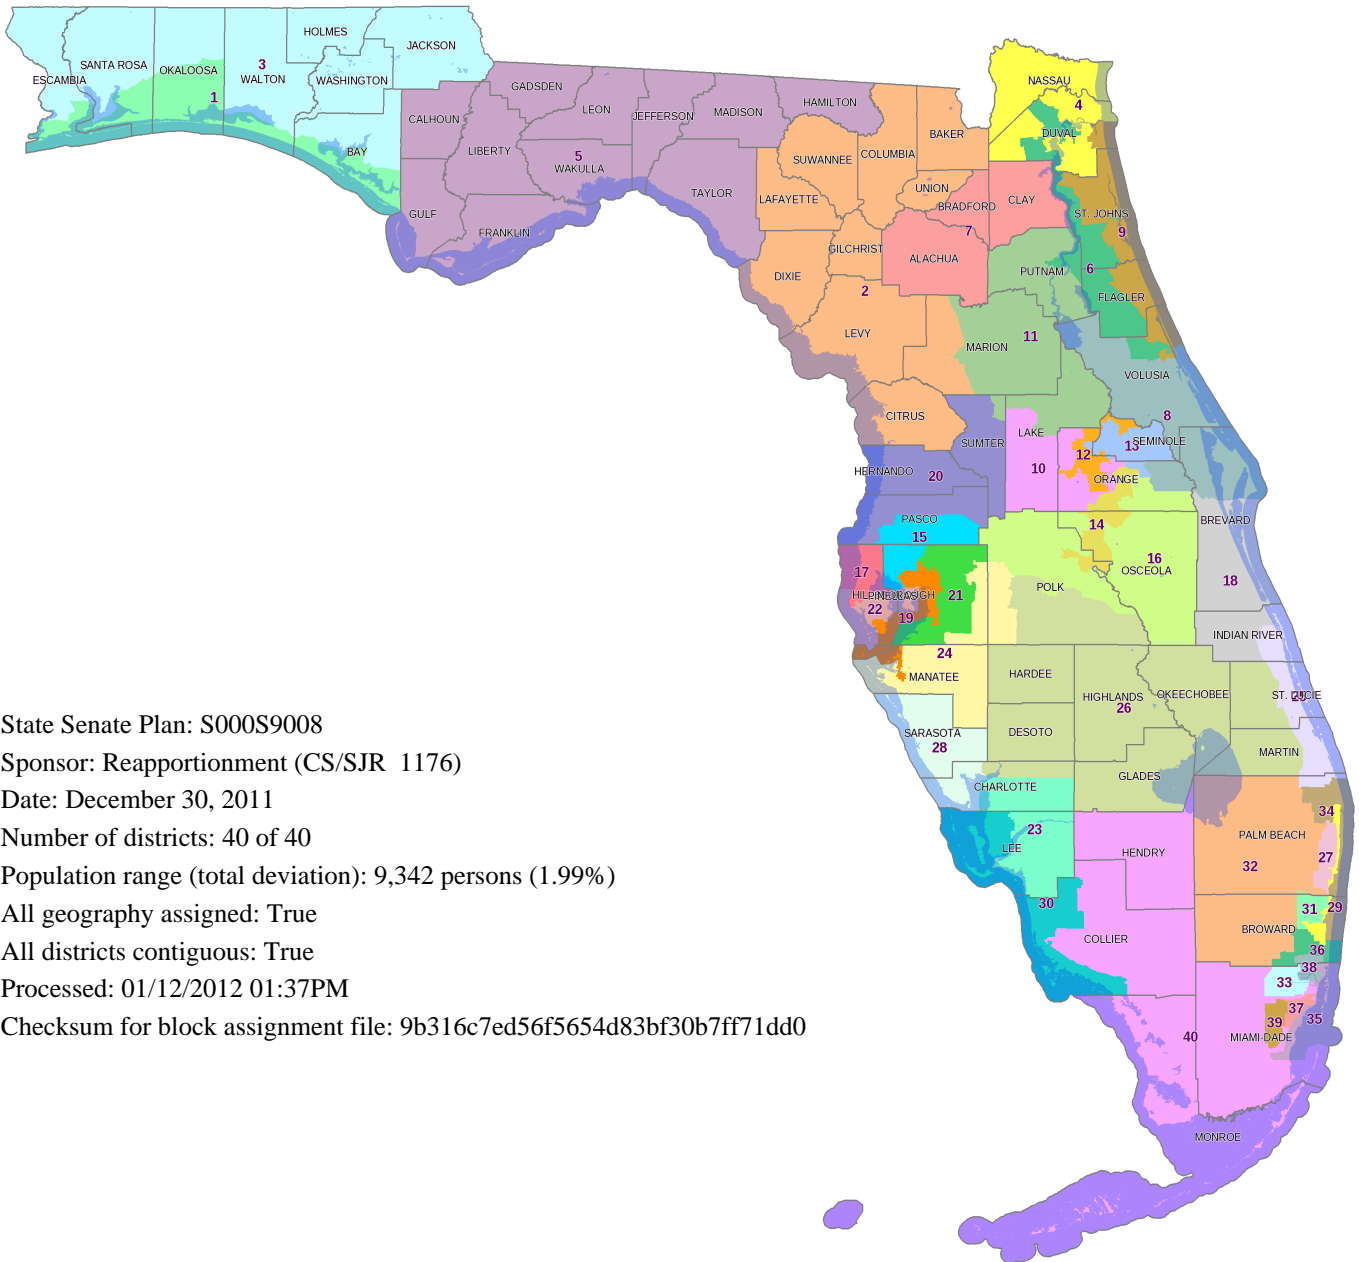 HOLMES
JACKSON
SANTA ROSA
OKALOOSA
3
WALTON
WASHINGTON
ESCAMBIA
1
BAY
GADSDEN
LEON
JEFFERSON
MADISON
HAMILTON
CALHOUN
LIBERTY
5
WAKULLA
TAYLOR
GULF
FRANKLIN
NASSAU
4
DUVAL
BAKER
COLUMBIA
SUWANNEE
UNION
LAFAYETTE
BRADFORD
CLAY
7
ST. JOHNS
9
GILCHRIST
ALACHUA
DIXIE
PUTNAM
6
2
FLAGLER
LEVY
11
MARION
VOLUSIA
8
CITRUS
SUMTER
LAKE
12
13
SEMINOLE
HERNANDO
20
10
ORANGE
PASCO
15
14
BREVARD
17
16
OSCEOLA
18
HILLSBOROUGH
PINELLAS
21
POLK
22
19
24
INDIAN RIVER
MANATEE
HARDEE
HIGHLANDS
26
OKEECHOBEE
ST. LUCIE
25
SARASOTA
28
DESOTO
MARTIN
CHARLOTTE
GLADES
23
LEE
HENDRY
34
PALM BEACH
27
32
30
31
29
COLLIER
BROWARD
36
38
33
37
39
35
40
MIAMI-DADE
MONROE
State Senate Plan: S000S9008
Sponsor: Reapportionment (CS/SJR 1176)
Date: December 30, 2011
Number of districts: 40 of 40
Population range (total deviation): 9,342 persons (1.99%)
All geography assigned: True
All districts contiguous: True
Processed: 01/12/2012 01:37PM
Checksum for block assignment file: 9b316c7ed56f5654d83bf30b7ff71dd0